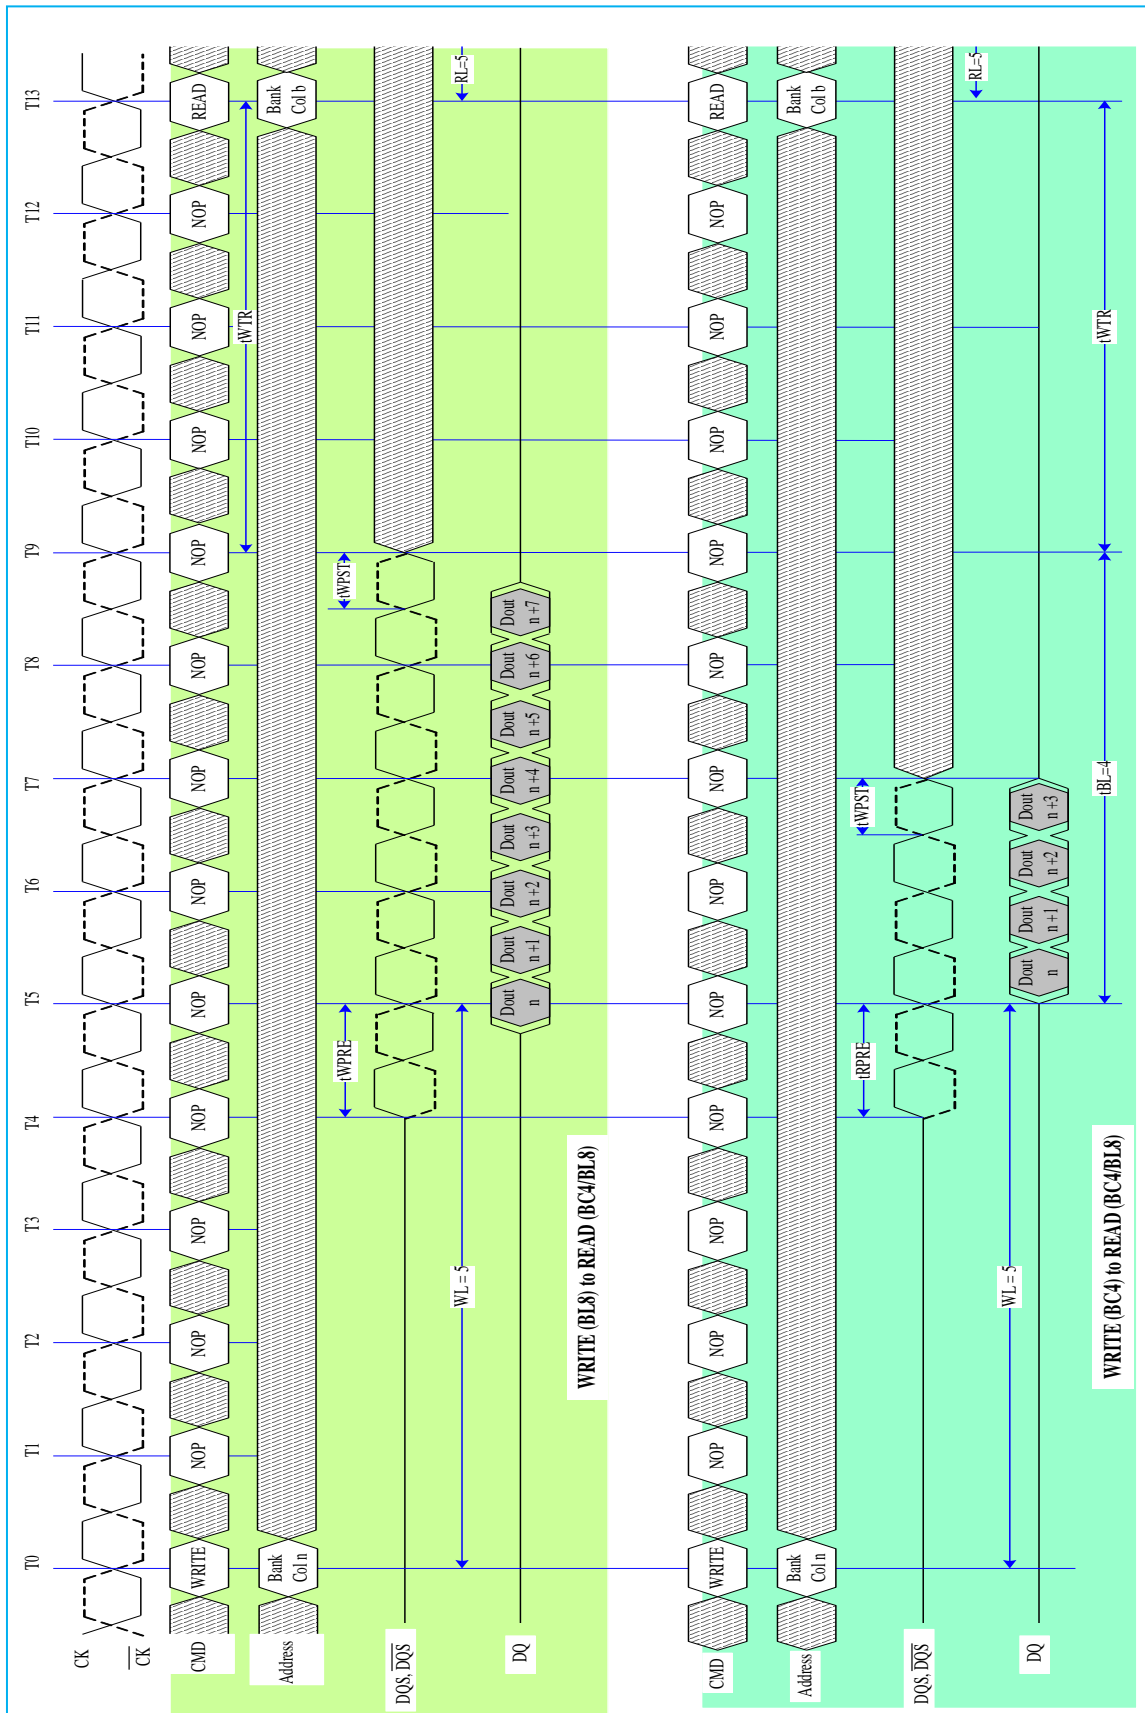 T0 T1 T2 T3 T4 T5 T6 T7 T8 T9 T10 T11 T12 T13
CK
CK
CMD WRITE NOP NOP NOP NOP NOP NOP NOP NOP NOP NOP NOP NOP READ
Address
Bank
Col n
Bank
Col b
tWTR
tWPRE
tWPST
DQS, DQS
WL = 5
RL=5
DQ
Dout
n
Dout
n+1
Dout
n+2
Dout
n+3
Dout
n+4
Dout
n+5
Dout
n+6
Dout
n+7
WRITE (BL8) to READ (BC4/BL8)
CMD WRITE NOP NOP NOP NOP NOP NOP NOP NOP NOP NOP NOP NOP READ
Address
Bank
Col n
Bank
Col b
tRPRE
tWPST
DQS, DQS
RL=5
WL = 5
DQ
Dout
n
Dout
n+1
Dout
n+2
Dout
n+3
tBL=4
tWTR
WRITE (BC4) to READ (BC4/BL8)